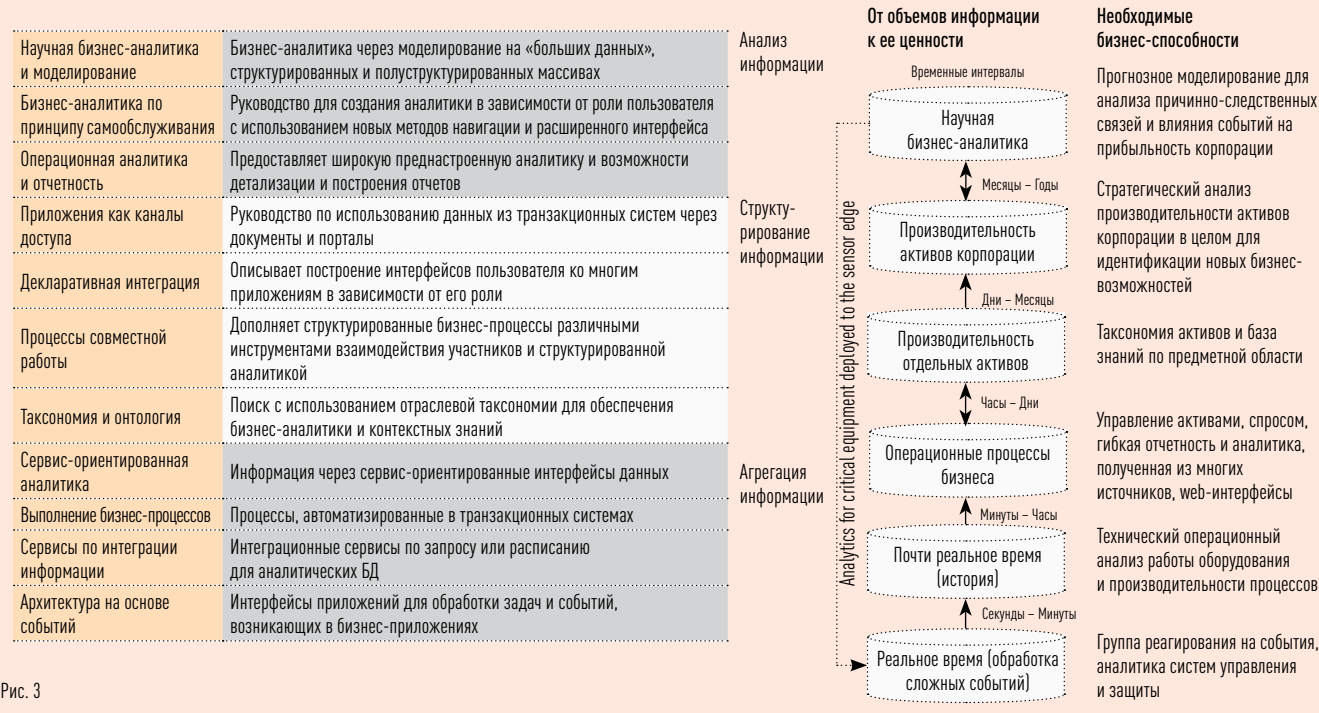 Научная бизнес-аналитика
и моделирование
Бизнес-аналитика через моделирование на «больших данных»,
структурированных и полуструктурированных массивах
Бизнес-аналитика по
принципу самообслуживания
Руководство для создания аналитики в зависимости от роли пользователя
с использованием новых методов навигации и расширенного интерфейса
Операционная аналитика
и отчетность
Предоставляет широкую преднастроенную аналитику и возможности
детализации и построения отчетов
Приложения как каналы
доступа
Руководство по использованию данных из транзакционных систем через
документы и порталы
Декларативная интеграция
Описывает построение интерфейсов пользователя ко многим
приложениям в зависимости от его роли
Процессы совместной
работы
Дополняет структурированные бизнес-процессы различными
инструментами взаимодействия участников и структурированной
аналитикой
Таксономия и онтология
Поиск с использованием отраслевой таксономии для обеспечения
бизнес-аналитики и контекстных знаний
Сервис-ориентированная
аналитика
Информация через сервис-ориентированные интерфейсы данных
Выполнение бизнес-процессов
Процессы, автоматизированные в транзакционных системах
Сервисы по интеграции
информации
Интеграционные сервисы по запросу или расписанию
для аналитических БД
Архитектура на основе
событий
Интерфейсы приложений для обработки задач и событий,
возникающих в бизнес-приложениях
Анализ
информации
Структу-
рирование
информации
Агрегация
информации
От объемов информации
к ее ценности
Временные интервалы
Analytics for critical equipment deployed to the sensor edge
Научная
бизнес-аналитика
Месяцы – Годы
Производительность
активов корпорации
Дни – Месяцы
Производительность
отдельных активов
Часы – Дни
Операционные процессы
бизнеса
Минуты – Часы
Почти реальное время
(история)
Секунды – Минуты
Реальное время (обработка
сложных событий)
Необходимые
бизнес-способности
Прогнозное моделирование для
анализа причинно-следственных
связей и влияния событий на
прибыльность корпорации
Стратегический анализ
производительности активов
корпорации в целом для
идентификации новых бизнес-
возможностей
Таксономия активов и база
знаний по предметной области
Управление активами, спросом,
гибкая отчетность и аналитика,
полученная из многих
источников, web-интерфейсы
Технический операционный
анализ работы оборудования
и производительности процессов
Группа реагирования на события,
аналитика систем управления
и защиты
Рис. 3